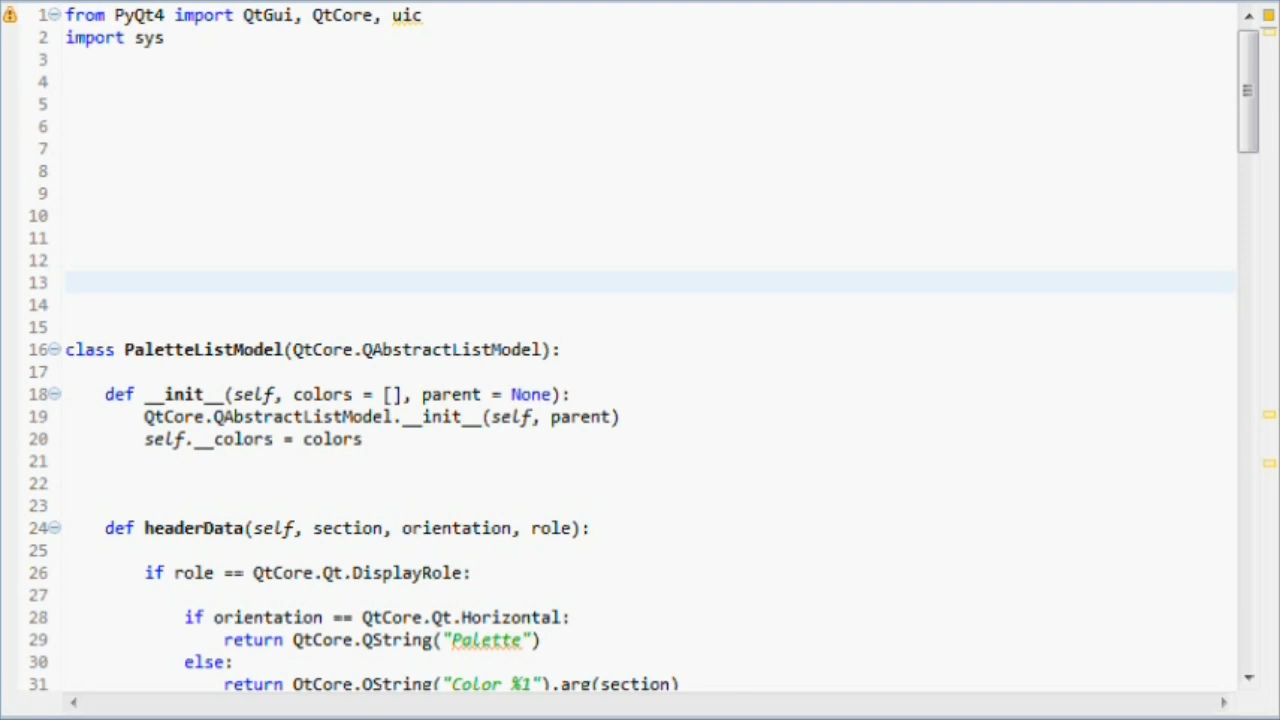 1 from PyQt4 import QtGui, QtCore, uic
2 import sys
3
4
5
6
7
8
9
10
11
12
13
14
15
16 class PaletteListModel(QtCore.QAbstractListModel):
17
18 def __init__(self, colors = [], parent = None):
19 QtCore.QAbstractListModel.__init__(self, parent)
20 self.__colors = colors
21
22
23
24 def headerData(self, section, orientation, role):
25
26 if role == QtCore.Qt.DisplayRole:
27
28 if orientation == QtCore.Qt.Horizontal:
29 return QtCore.QString("Palette")
30 else:
31 return QtCore.QString("Color %1").arg(section)